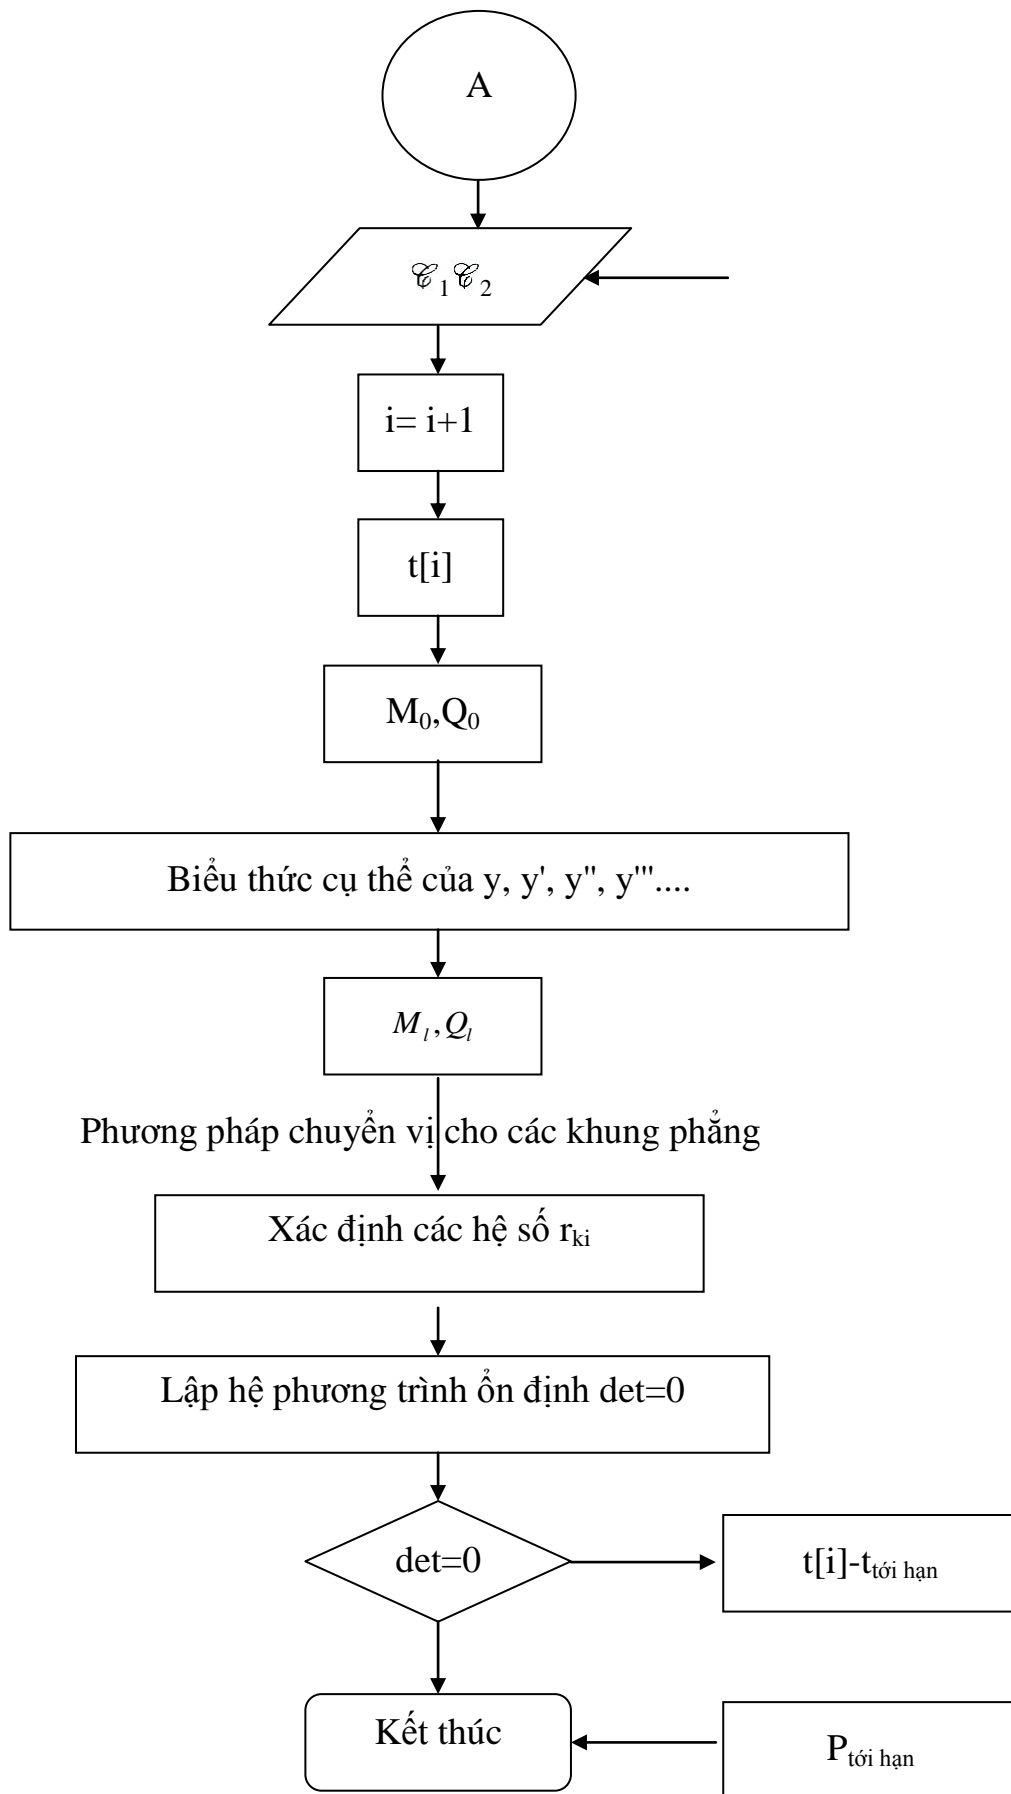 A
𝒞₁𝒞₂
i= i+1
t[i]
M₀,Q₀
Biểu thức cụ thể của y, y', y", y'"....
Mₗ,Qₗ
Phương pháp chuyển vị cho các khung phẳng
Xác định các hệ số rₖᵢ
Lập hệ phương trình ổn định det=0
det=0
t[i]-t tới hạn
Kết thúc
P tới hạn